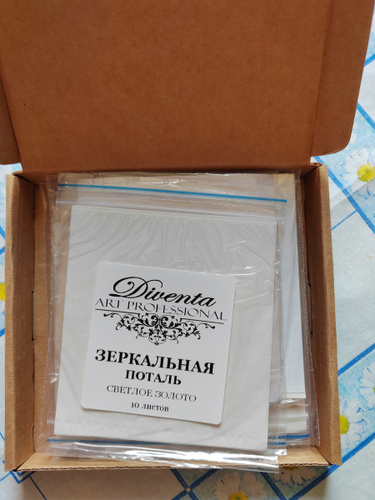 Diventa
ART PROFESSIONAL
ЗЕРКАЛЬНАЯ
ПОТАЛЬ
СВЕТЛОЕ ЗОЛОТО
10 листов